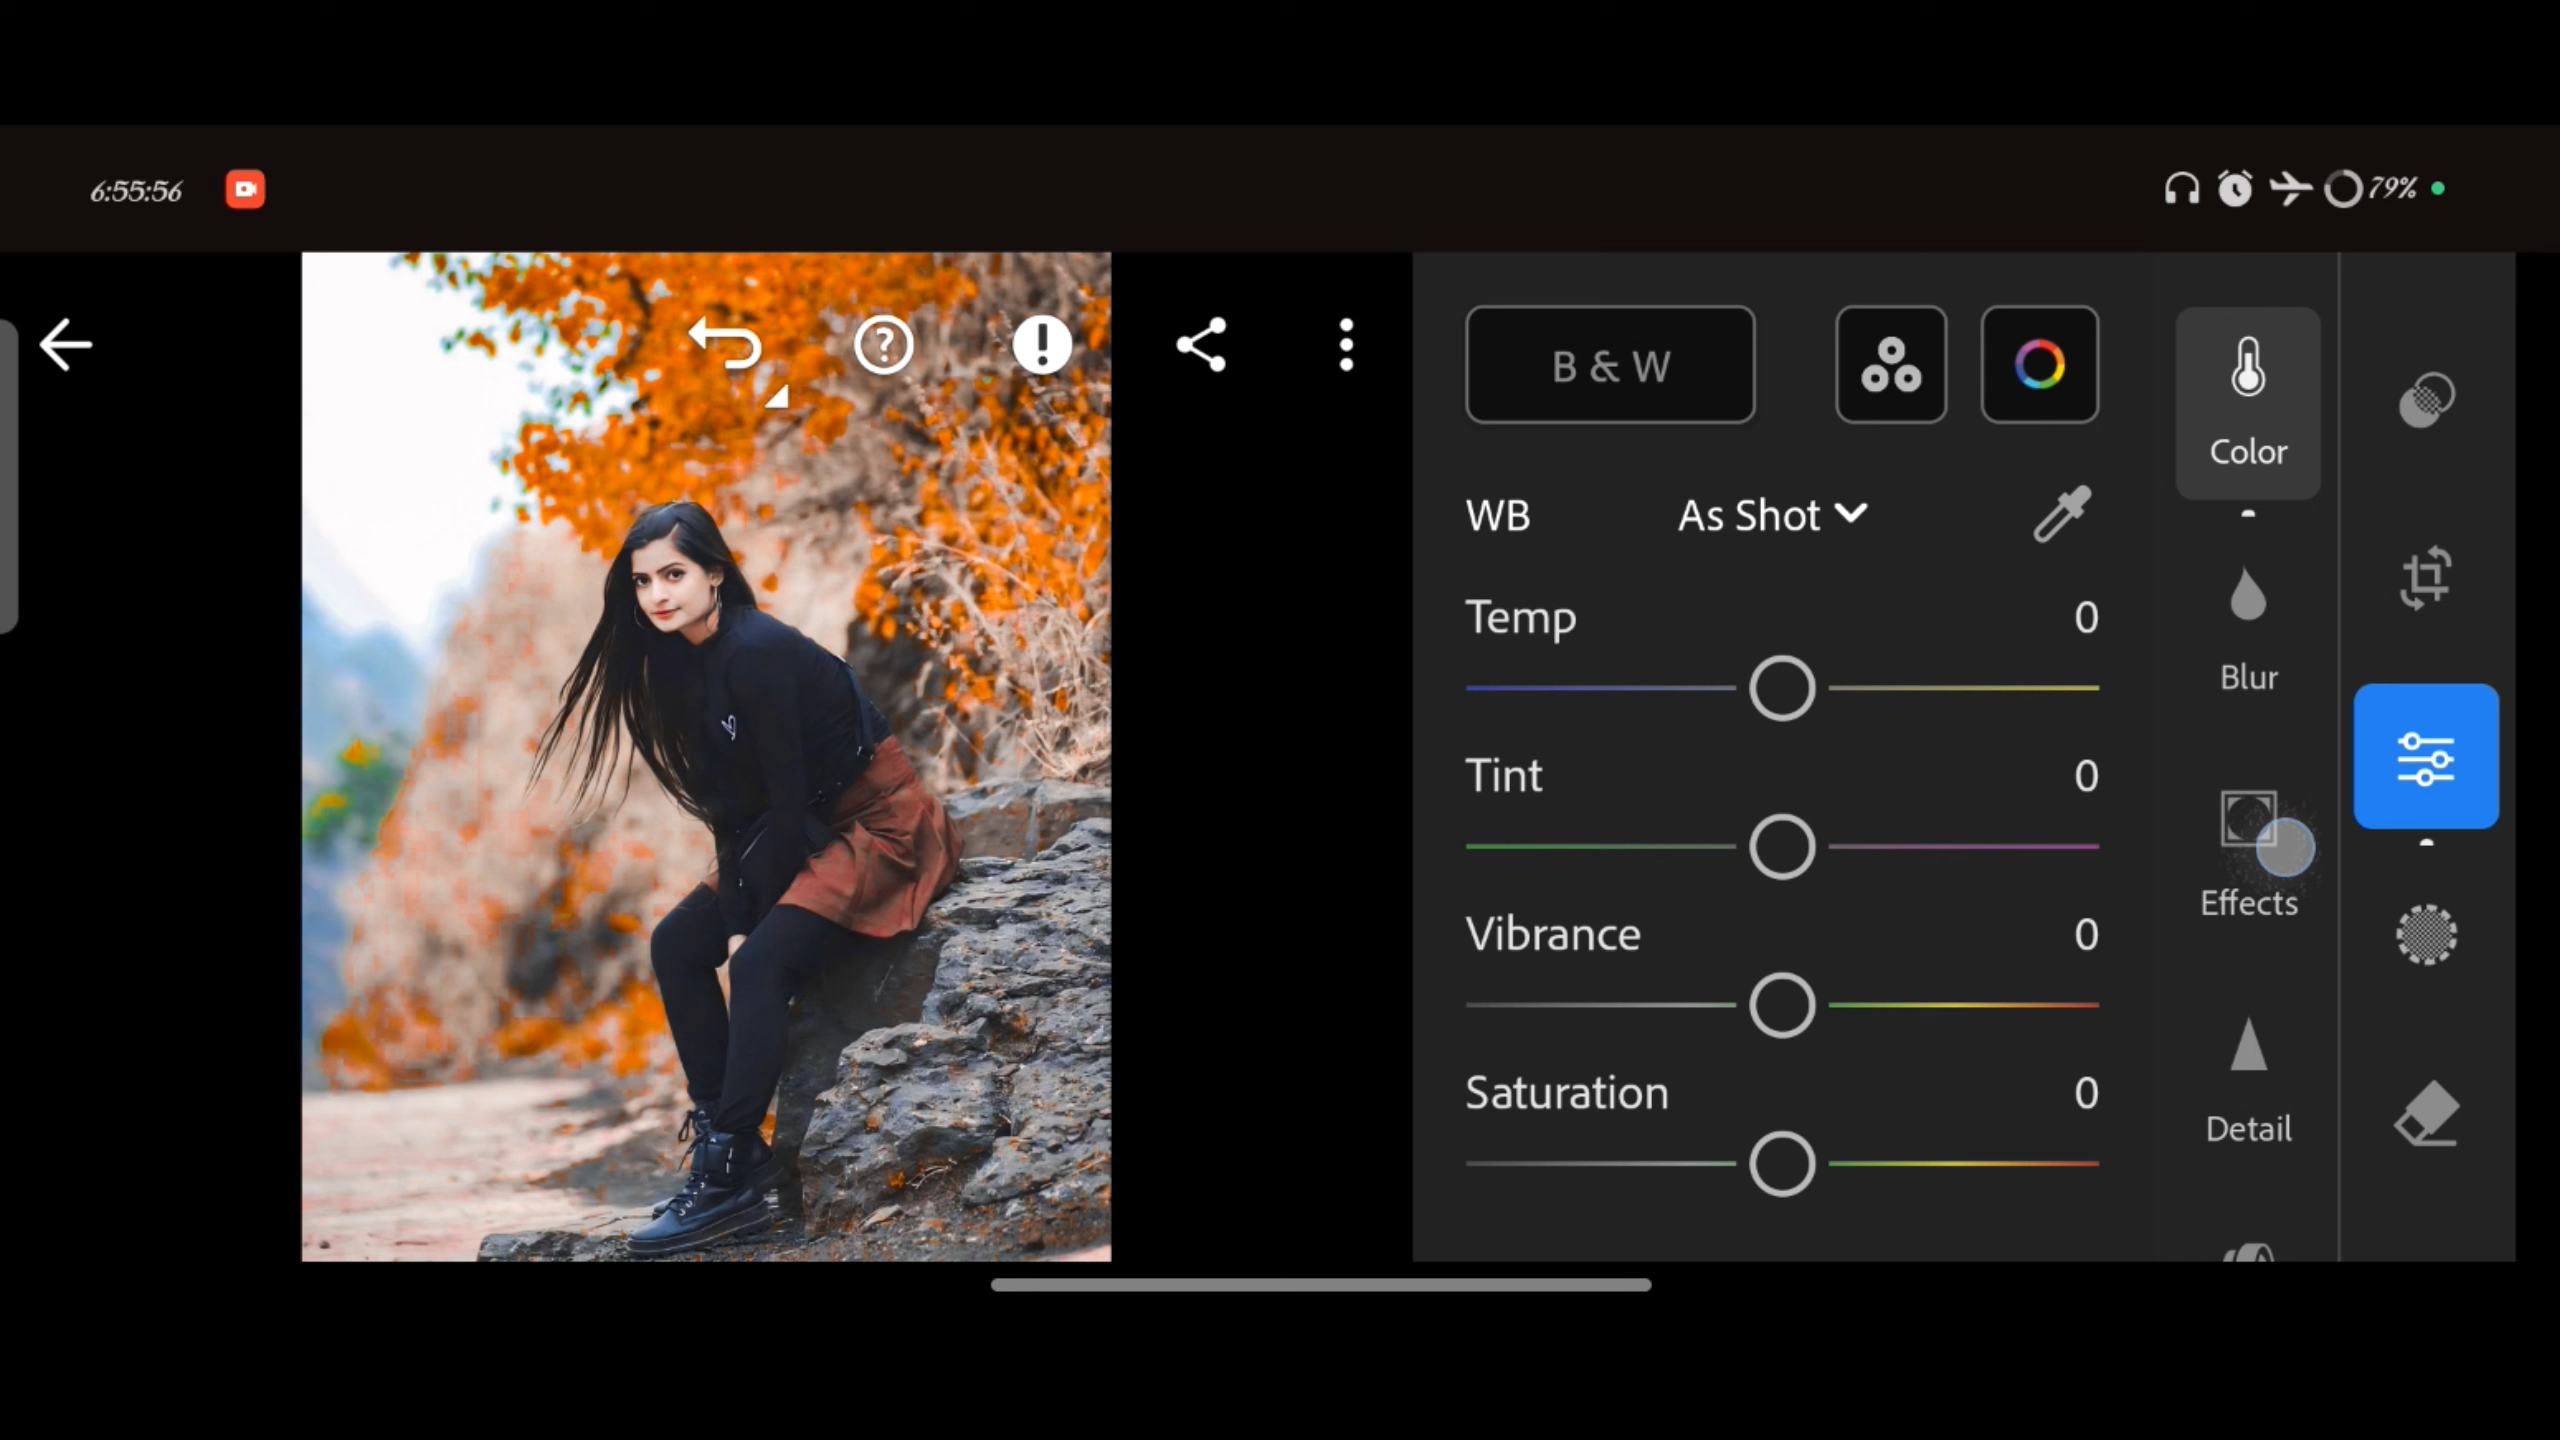 6:55:56
79%
B & W
Color
WB As Shot
Temp 0
Blur
Tint 0
Effects
Vibrance 0
Saturation 0
Detail